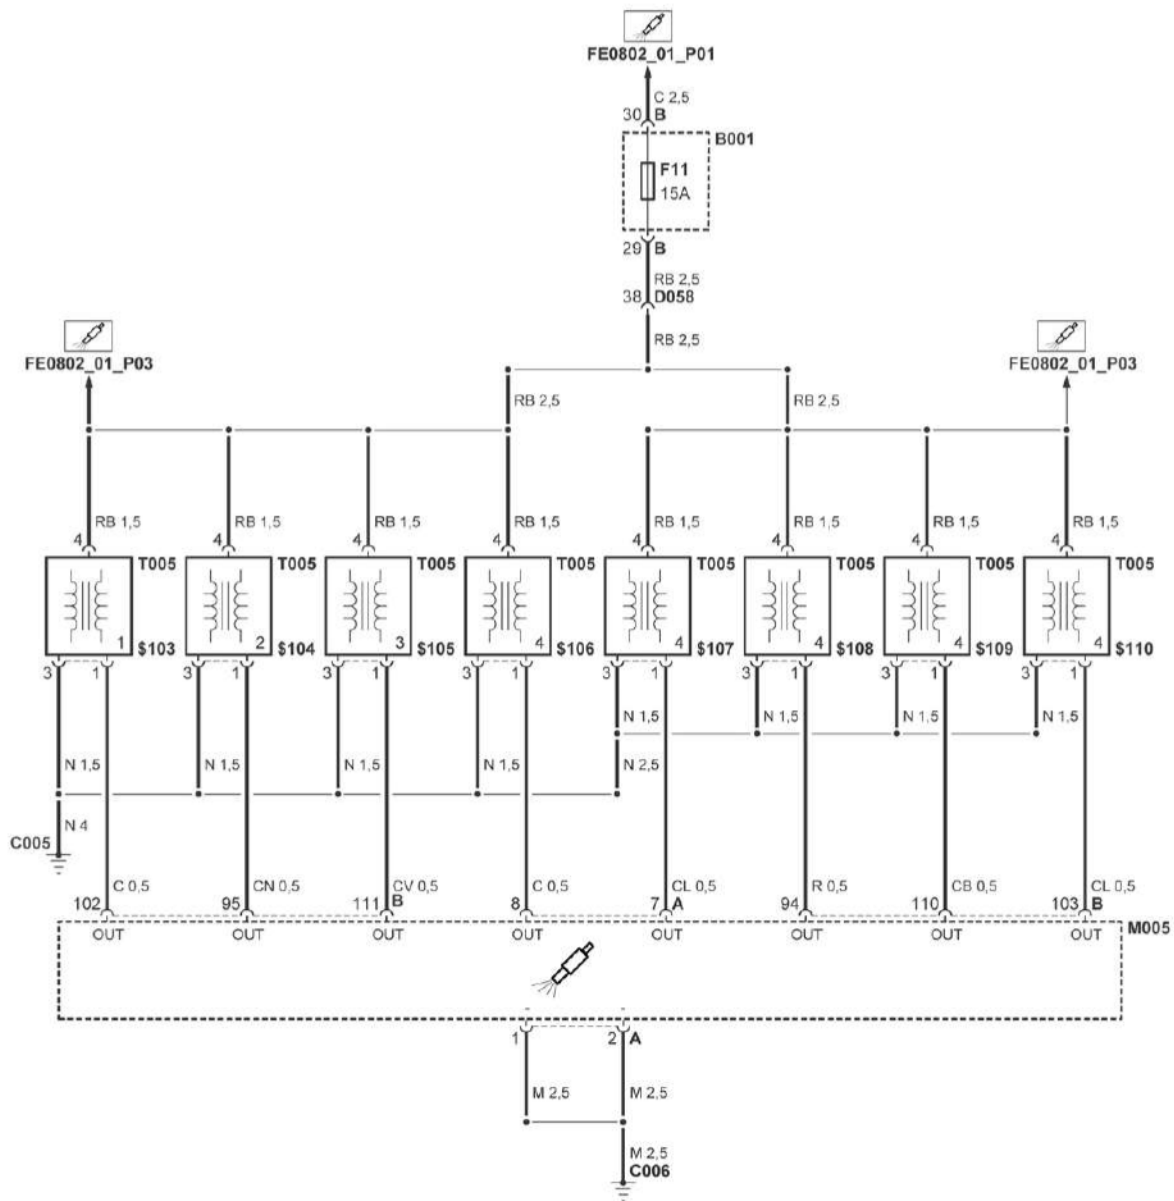 FE0802_01_P01
C 2,5
30 B
B001
F11
15A
29 B
RB 2,5
38 D058
RB 2,5
FE0802_01_P03 FE0802_01_P03
RB 2,5 RB 2,5
RB 1,5 RB 1,5 RB 1,5 RB 1,5 RB 1,5 RB 1,5 RB 1,5 RB 1,5
4 4 4 4 4 4 4 4
T005 T005 T005 T005 T005 T005 T005 T005
1 $103 2 $104 3 $105 4 $106 4 $107 4 $108 4 $109 4 $110
3 1 3 1 3 1 3 1 3 1 3 1 3 1 3 1
N 1,5 N 1,5 N 1,5 N 1,5
N 1,5 N 1,5 N 1,5 N 1,5 N 2,5
N 4
C005
C 0,5 CN 0,5 CV 0,5 C 0,5 CL 0,5 R 0,5 CB 0,5 CL 0,5
102 95 111 B 8 7 A 94 110 103 B
OUT OUT OUT OUT OUT OUT OUT OUT M005
1 2 A
M 2,5 M 2,5
M 2,5
C006